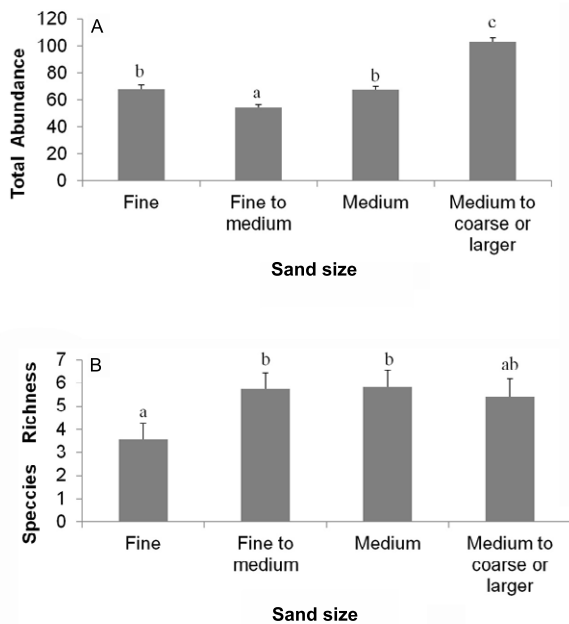 A
Total Abundance
120
100
80
60
40
20
0
b
a
b
c
Fine
Fine to
medium
Medium
Medium to
coarse or
larger
Sand size
B
Speccies Richness
7
6
5
4
3
2
1
0
a
b
b
ab
Fine
Fine to
medium
Medium
Medium to
coarse or
larger
Sand size